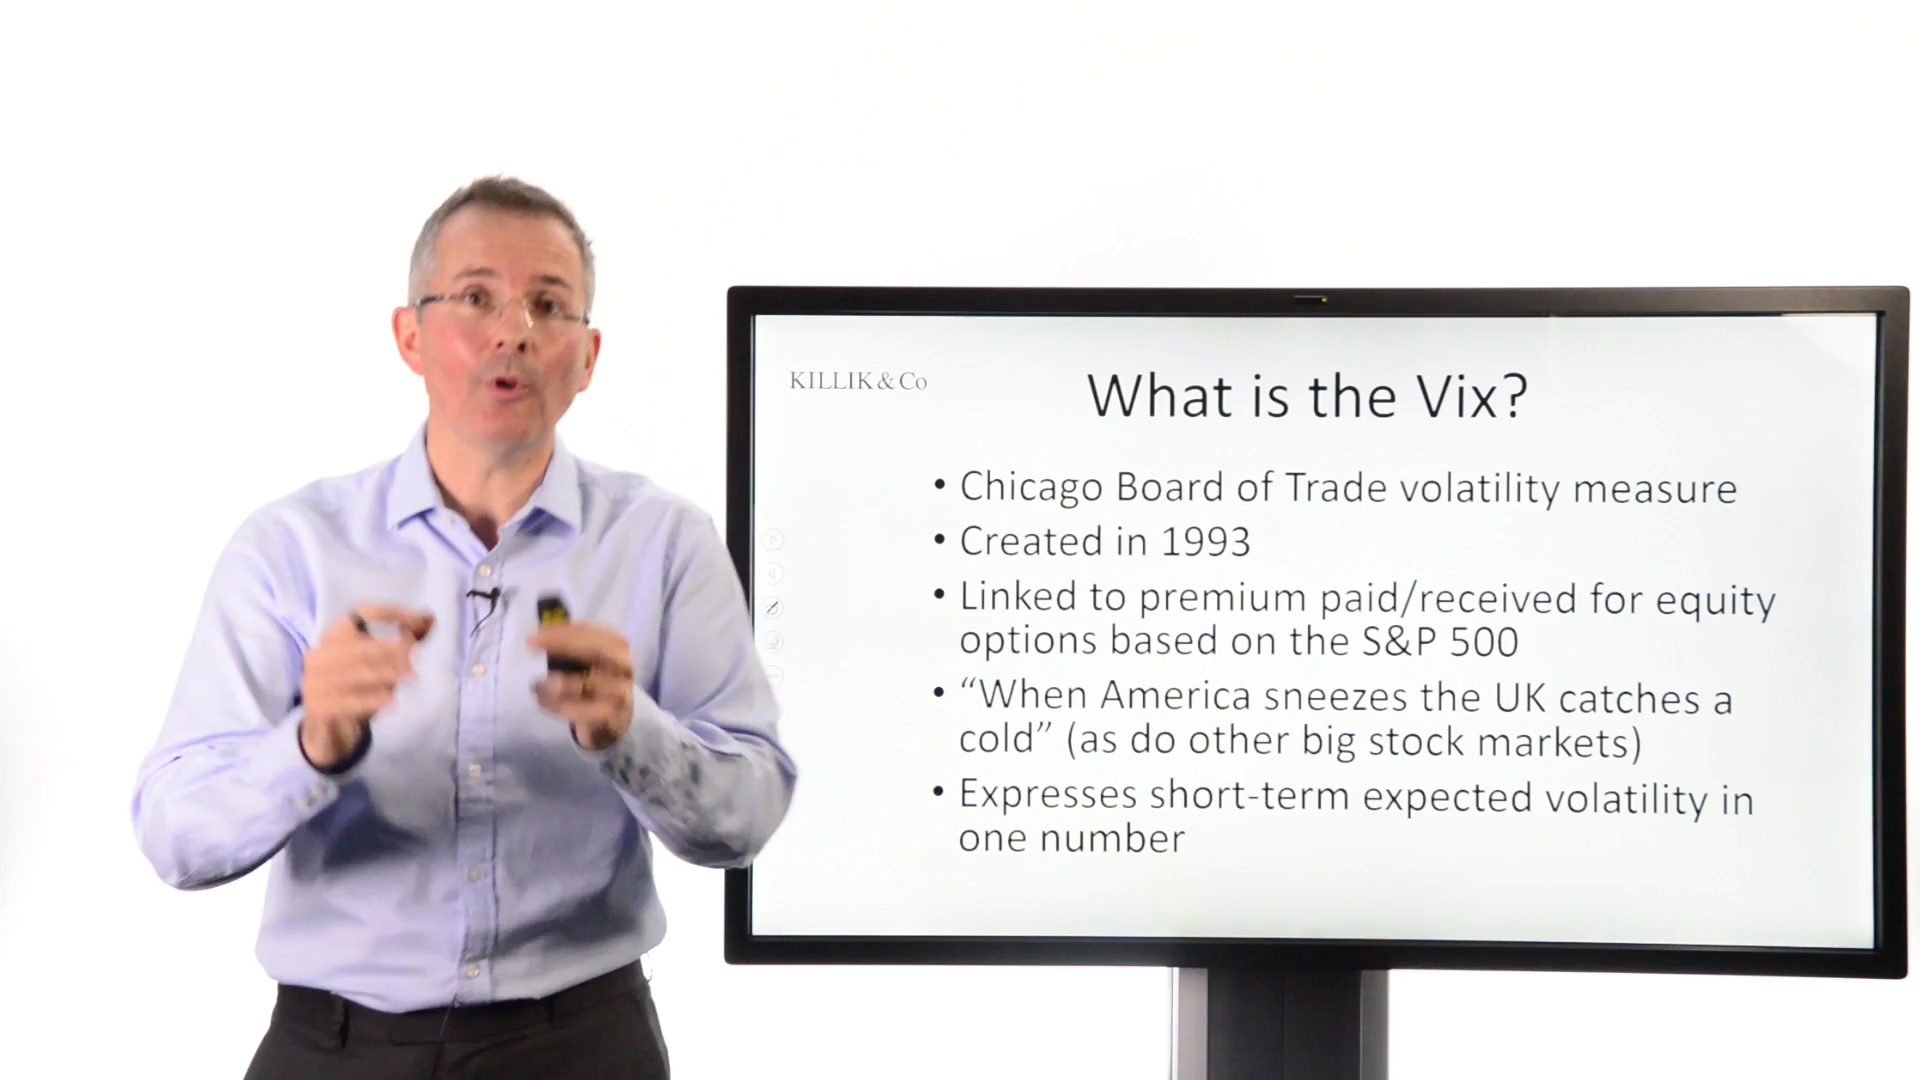 KILLIK & Co
What is the Vix?
• Chicago Board of Trade volatility measure
• Created in 1993
• Linked to premium paid/received for equity
options based on the S&P 500
• “When America sneezes the UK catches a
cold” (as do other big stock markets)
• Expresses short-term expected volatility in
one number